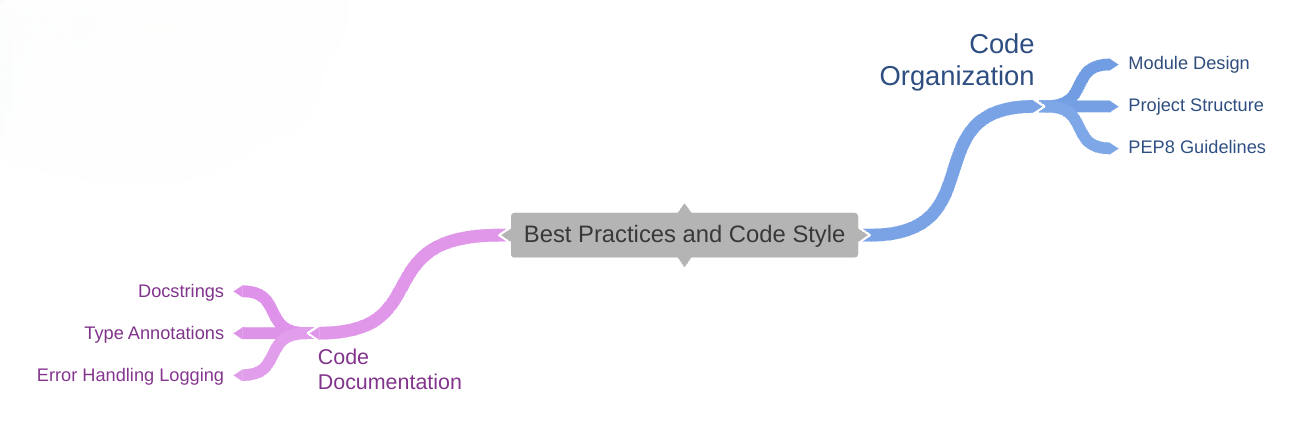 Code
Organization
Module Design
Project Structure
PEP8 Guidelines
Best Practices and Code Style
Docstrings
Type Annotations
Error Handling Logging
Code
Documentation